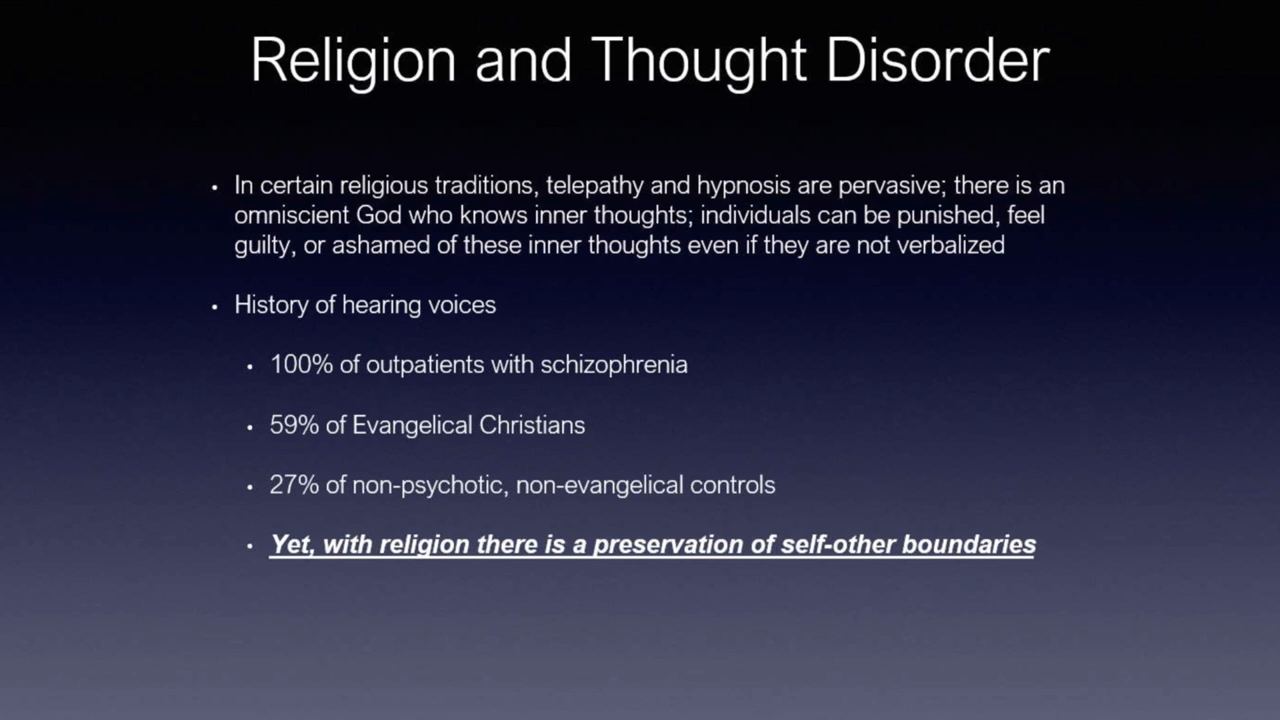 Religion and Thought Disorder
• In certain religious traditions, telepathy and hypnosis are pervasive; there is an
omniscient God who knows inner thoughts; individuals can be punished, feel
guilty, or ashamed of these inner thoughts even if they are not verbalized
• History of hearing voices
• 100% of outpatients with schizophrenia
• 59% of Evangelical Christians
• 27% of non-psychotic, non-evangelical controls
• Yet, with religion there is a preservation of self-other boundaries